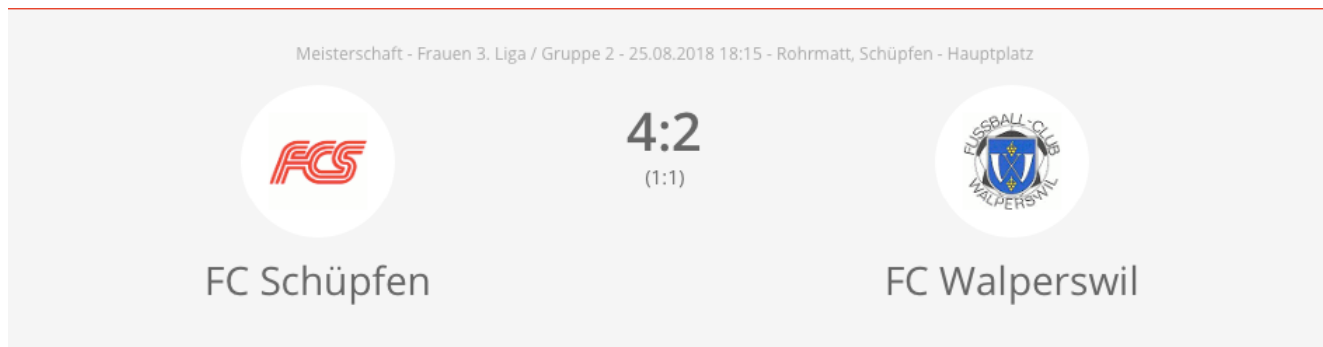 Meisterschaft - Frauen 3. Liga / Gruppe 2 - 25.08.2018 18:15 - Rohrmatt, Schüpfen - Hauptplatz
FCS
4:2
(1:1)
FUSSBALL-CLUB
WALPERSWIL
FC Schüpfen
FC Walperswil